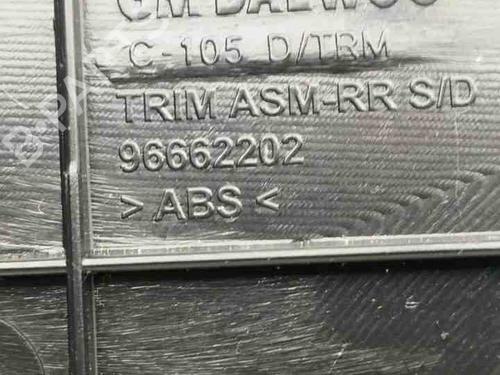 GM DAEWOO
C-105 D/TRM
TRIM ASM-RR S/D
96662202
> ABS <